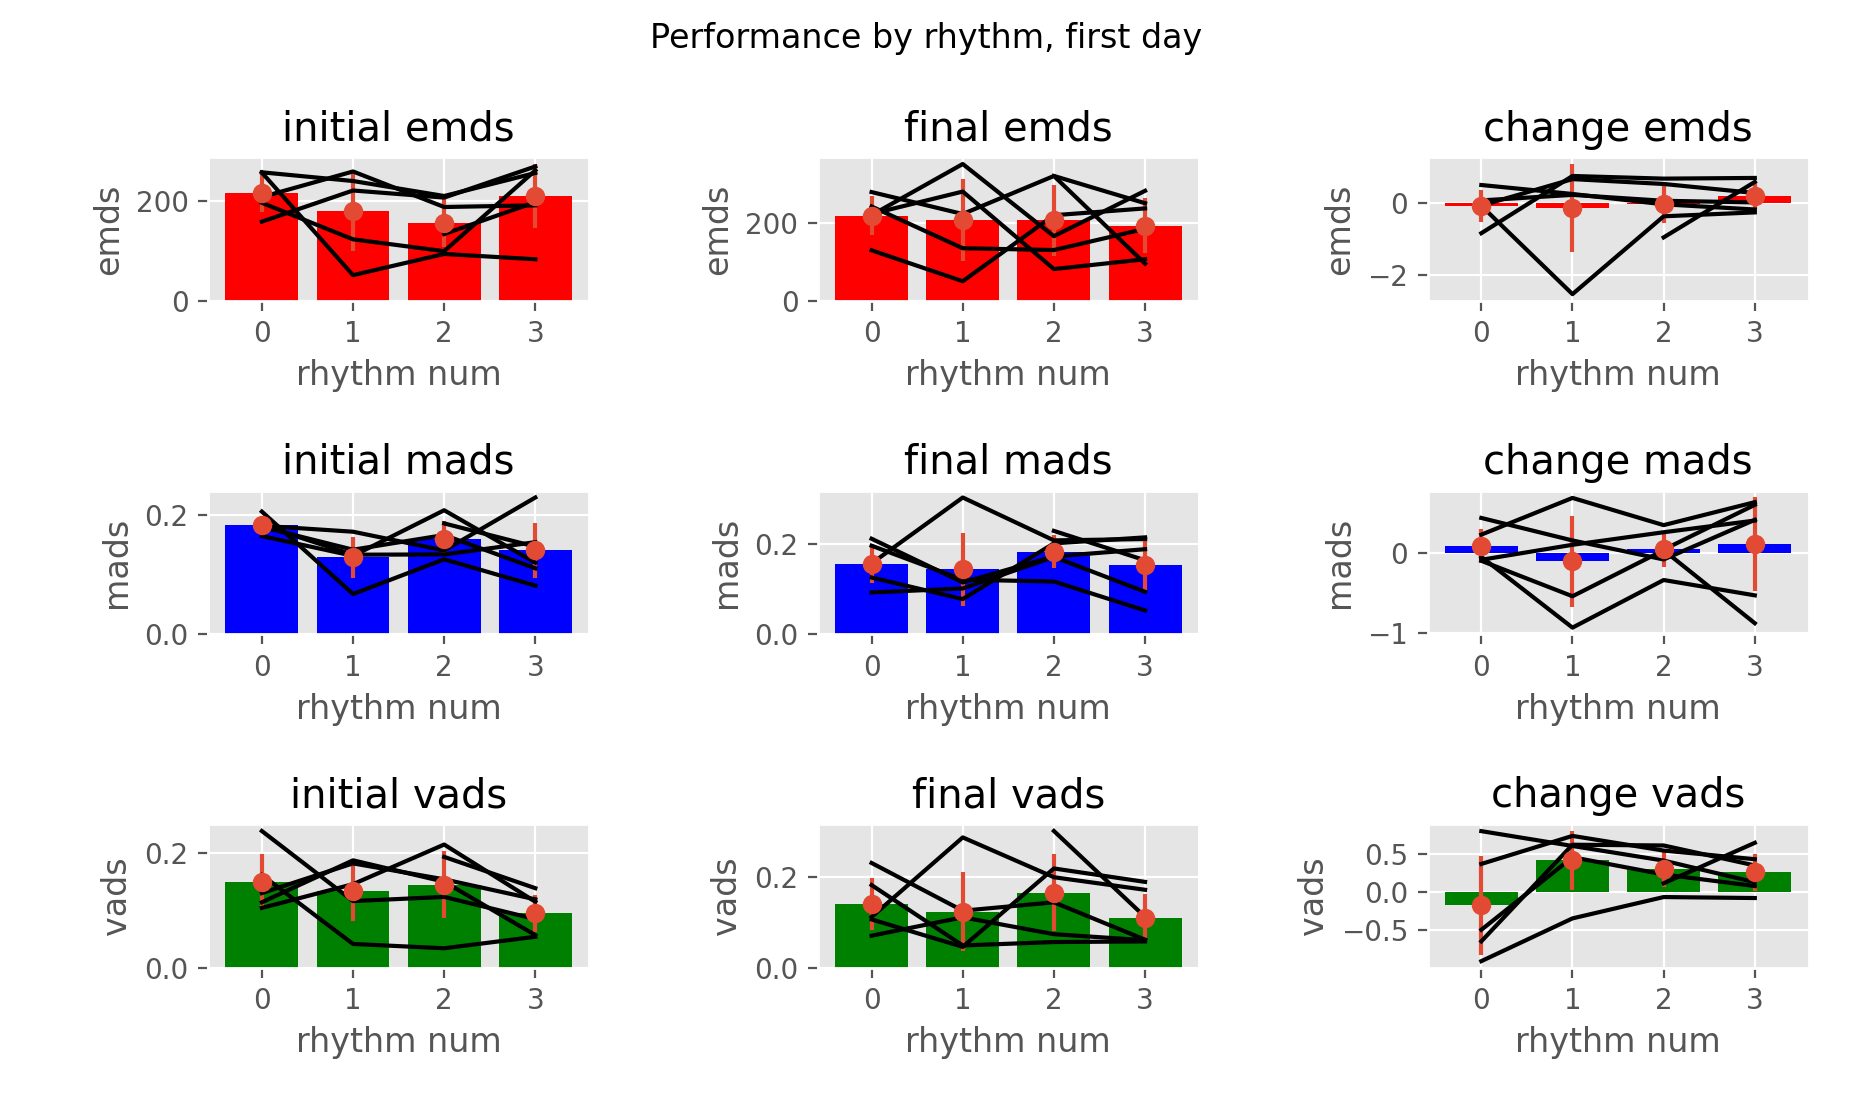 Performance by rhythm, first day
initial emds
final emds
change emds
emds
200
0
0 1 2 3
rhythm num
emds
200
0
0 1 2 3
rhythm num
emds
0
−2
0 1 2 3
rhythm num
initial mads
final mads
change mads
mads
0.2
0.0
0 1 2 3
rhythm num
mads
0.2
0.0
0 1 2 3
rhythm num
mads
0
−1
0 1 2 3
rhythm num
initial vads
final vads
change vads
vads
0.2
0.0
0 1 2 3
rhythm num
vads
0.2
0.0
0 1 2 3
rhythm num
vads
0.5
0.0
−0.5
0 1 2 3
rhythm num